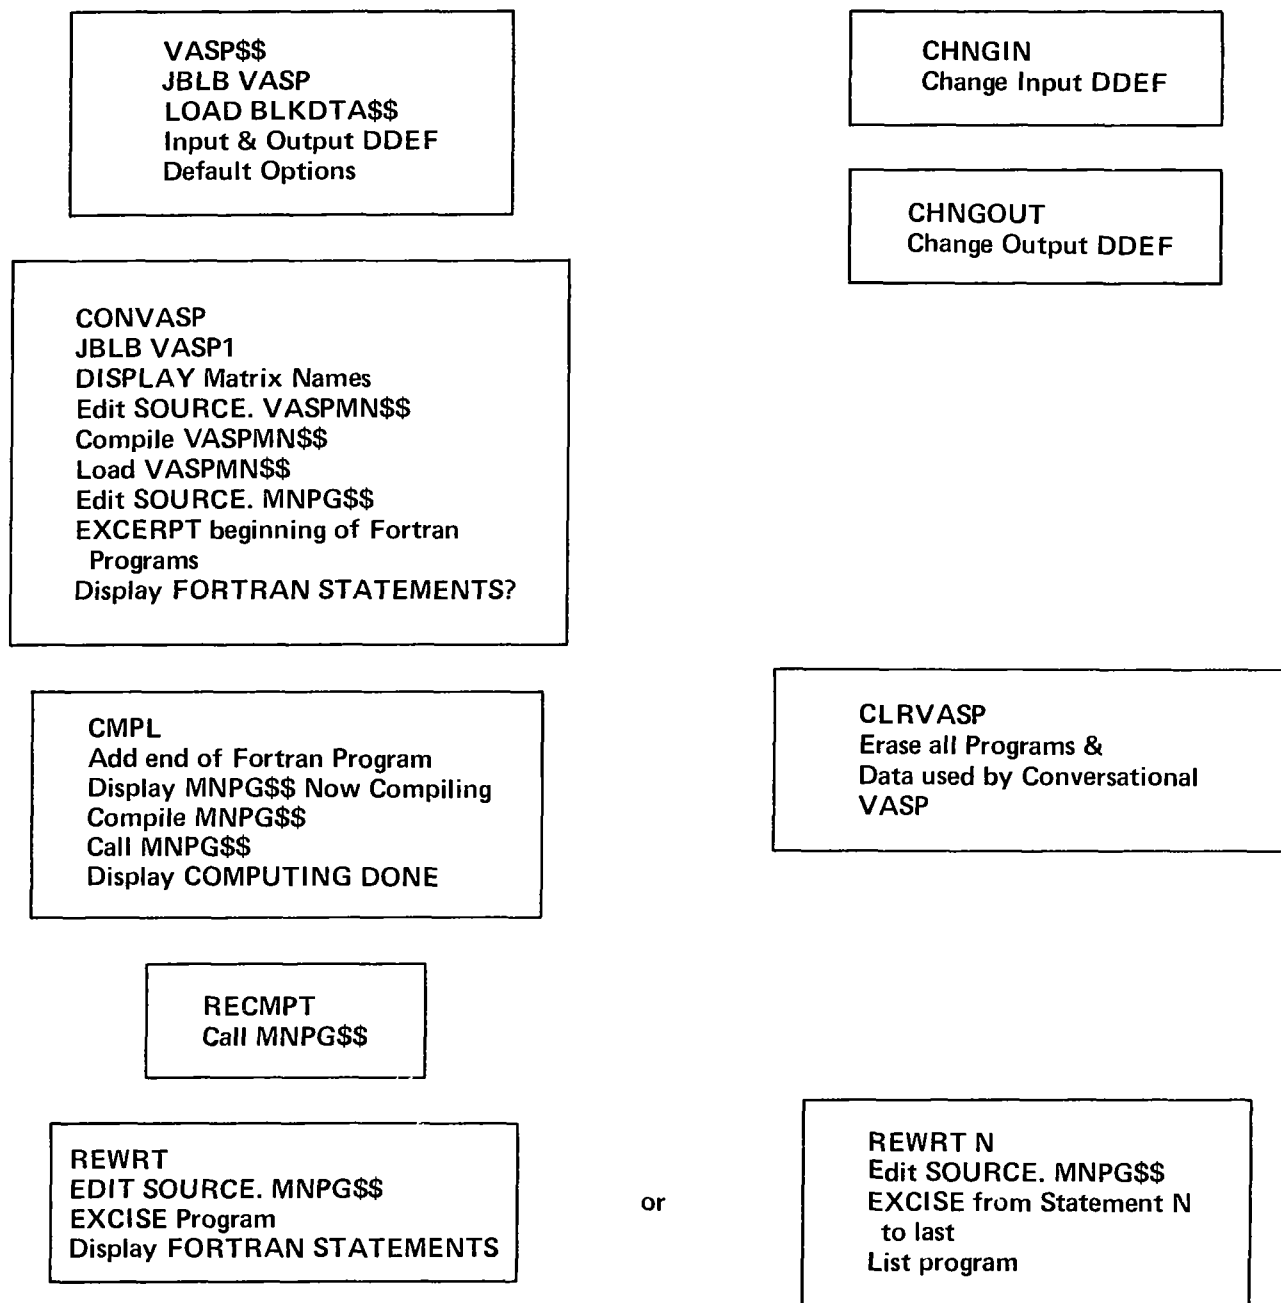 VASP$$
JBLB VASP
LOAD BLKDTA$$
Input & Output DDEF
Default Options
CHNGIN
Change Input DDEF
CHNGOUT
Change Output DDEF
CONVASP
JBLB VASP1
DISPLAY Matrix Names
Edit SOURCE. VASPMN$$
Compile VASPMN$$
Load VASPMN$$
Edit SOURCE. MNPG$$
EXCERPT beginning of Fortran
Programs
Display FORTRAN STATEMENTS?
CMPL
Add end of Fortran Program
Display MNPG$$ Now Compiling
Compile MNPG$$
Call MNPG$$
Display COMPUTING DONE
CLRVASP
Erase all Programs &
Data used by Conversational
VASP
RECMPT
Call MNPG$$
REWRT
EDIT SOURCE. MNPG$$
EXCISE Program
Display FORTRAN STATEMENTS
or
REWRT N
Edit SOURCE. MNPG$$
EXCISE from Statement N
to last
List program